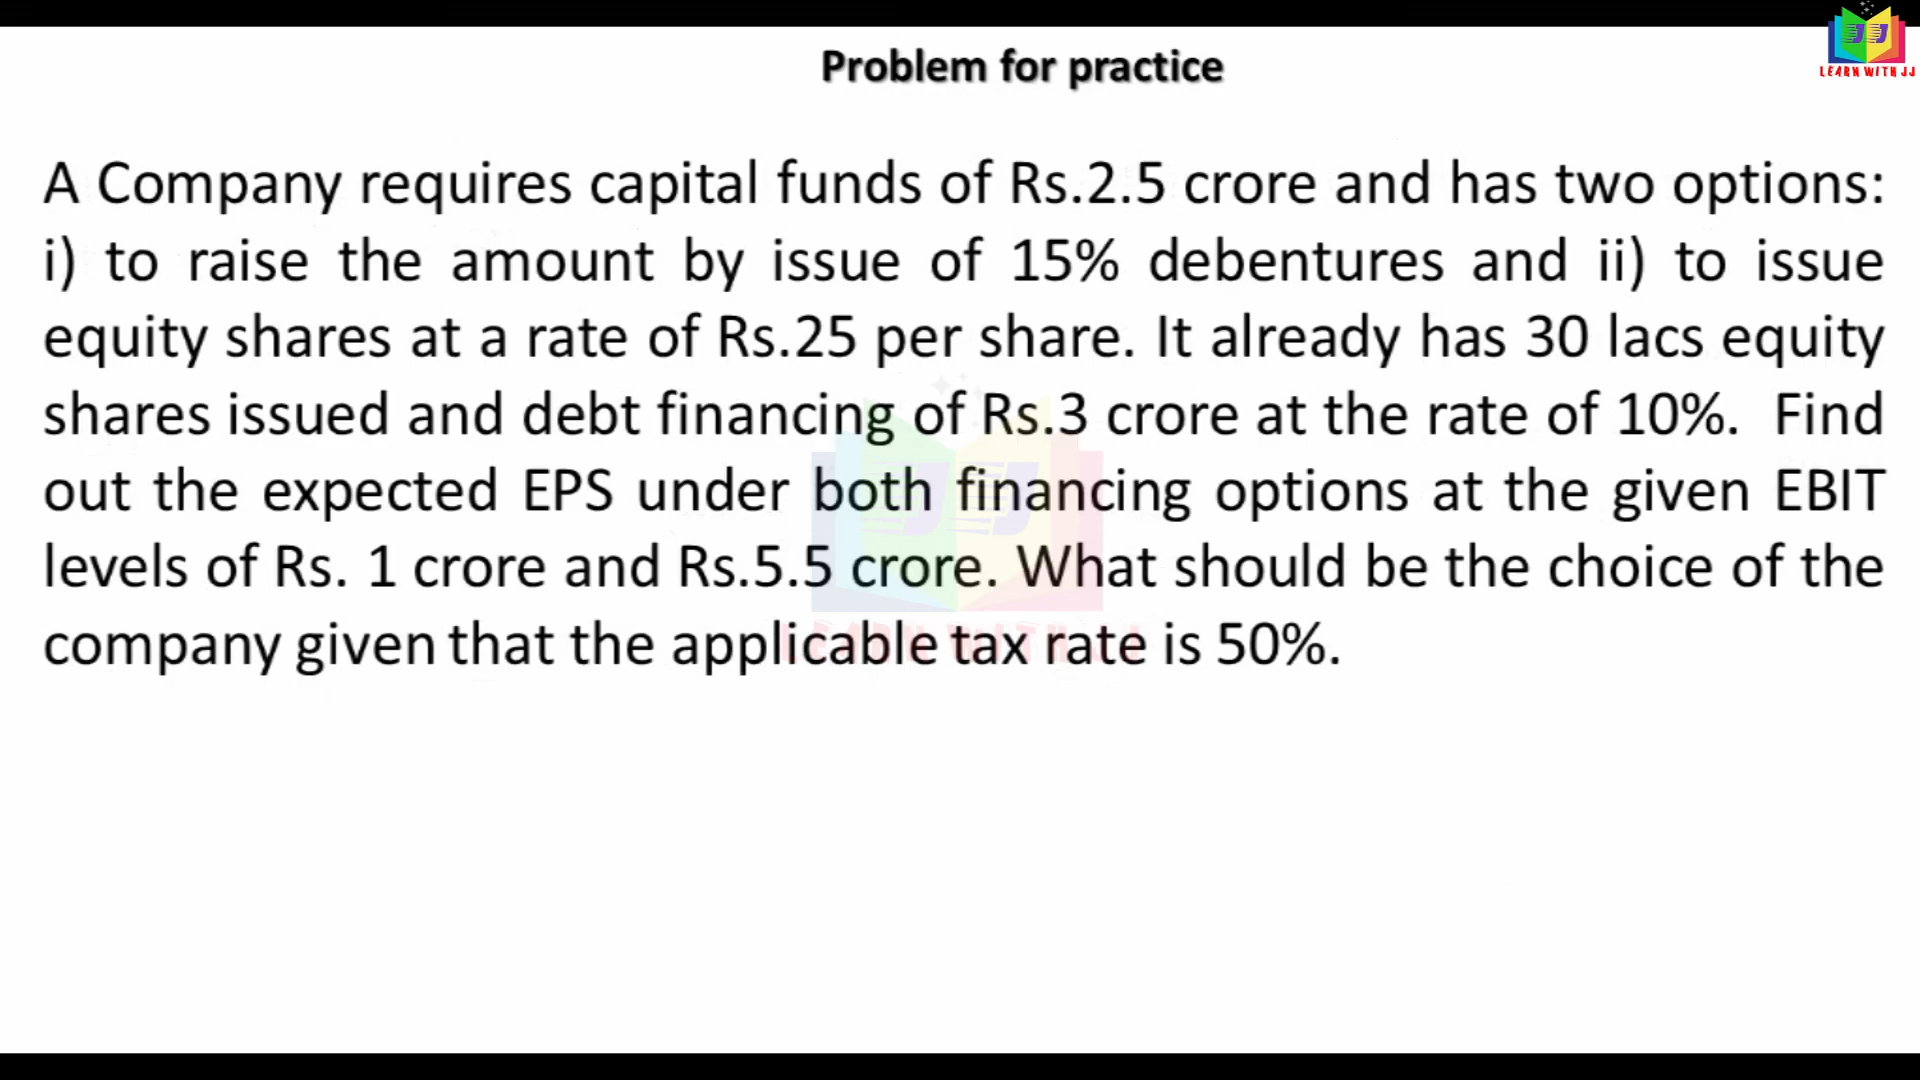 Problem for practice
LEARN WITH JJ
A Company requires capital funds of Rs.2.5 crore and has two options:
i) to raise the amount by issue of 15% debentures and ii) to issue
equity shares at a rate of Rs.25 per share. It already has 30 lacs equity
shares issued and debt financing of Rs.3 crore at the rate of 10%. Find
out the expected EPS under both financing options at the given EBIT
levels of Rs. 1 crore and Rs.5.5 crore. What should be the choice of the
company given that the applicable tax rate is 50%.
LEARN WITH JJ